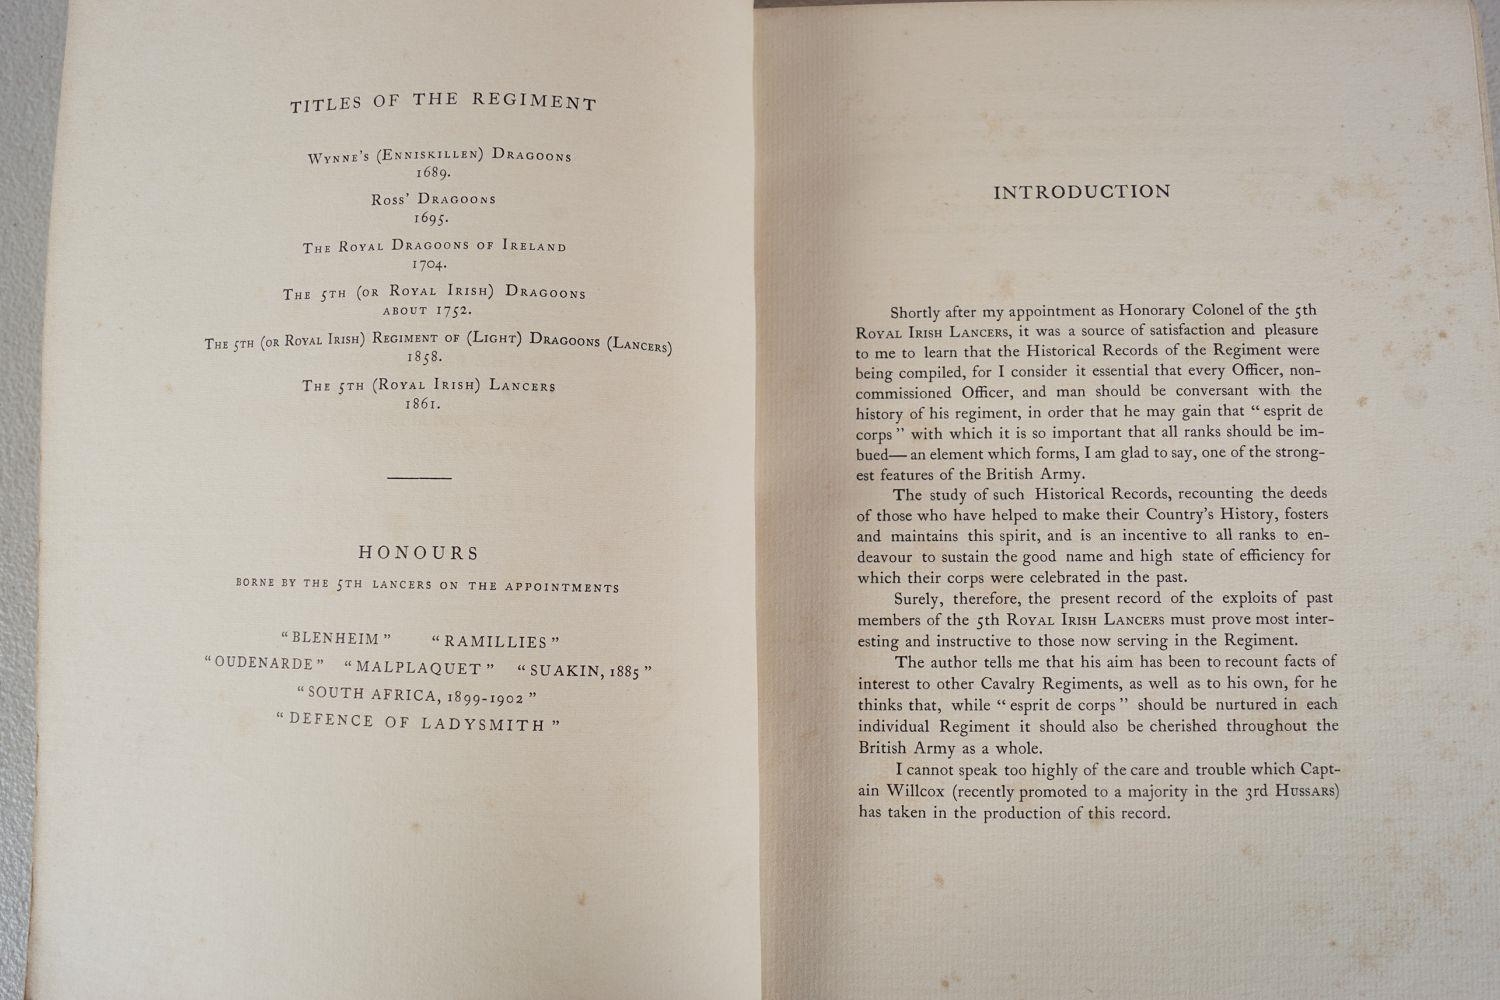 TITLES OF THE REGIMENT
WYNNE'S (ENNISKILLEN) DRAGOONS
1689.
ROSS' DRAGOONS
1695.
THE ROYAL DRAGOONS OF IRELAND
1704.
THE 5TH (OR ROYAL IRISH) DRAGOONS
ABOUT 1752.
THE 5TH (OR ROYAL IRISH) REGIMENT OF (LIGHT) DRAGOONS (LANCERS)
1858.
THE 5TH (ROYAL IRISH) LANCERS
1861.
HONOURS
BORNE BY THE 5TH LANCERS ON THE APPOINTMENTS
“BLENHEIM” “RAMILLIES”
“OUDENARDE” “MALPLAQUET” “SUAKIN, 1885”
“SOUTH AFRICA, 1899-1902”
“DEFENCE OF LADYSMITH”
INTRODUCTION
Shortly after my appointment as Honorary Colonel of the 5th
ROYAL IRISH LANCERS, it was a source of satisfaction and pleasure
to me to learn that the Historical Records of the Regiment were
being compiled, for I consider it essential that every Officer, non-
commissioned Officer, and man should be conversant with the
history of his regiment, in order that he may gain that “esprit de
corps” with which it is so important that all ranks should be im-
bued—an element which forms, I am glad to say, one of the strong-
est features of the British Army.
The study of such Historical Records, recounting the deeds
of those who have helped to make their Country's History, fosters
and maintains this spirit, and is an incentive to all ranks to en-
deavour to sustain the good name and high state of efficiency for
which their corps were celebrated in the past.
Surely, therefore, the present record of the exploits of past
members of the 5th ROYAL IRISH LANCERS must prove most inter-
esting and instructive to those now serving in the Regiment.
The author tells me that his aim has been to recount facts of
interest to other Cavalry Regiments, as well as to his own, for he
thinks that, while “esprit de corps” should be nurtured in each
individual Regiment it should also be cherished throughout the
British Army as a whole.
I cannot speak too highly of the care and trouble which Capt-
ain Willcox (recently promoted to a majority in the 3rd HUSSARS)
has taken in the production of this record.